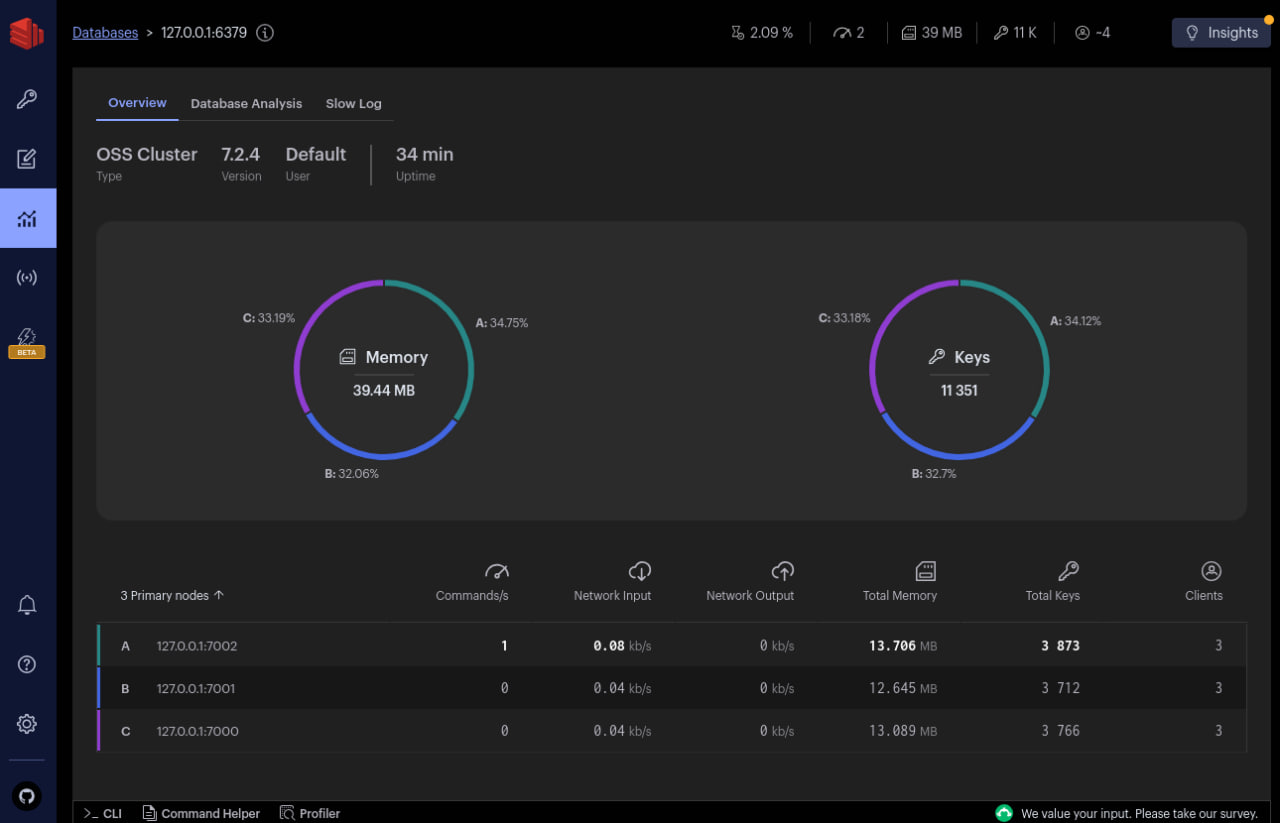 Databases > 127.0.0.1:6379
2.09 % 2 39 MB 11 K ~4 Insights
Overview Database Analysis Slow Log
OSS Cluster 7.2.4 Default 34 min
Type Version User Uptime
BETA
C: 33.19% A: 34.75%
Memory
39.44 MB
B: 32.06%
C: 33.18% A: 34.12%
Keys
11 351
B: 32.7%
3 Primary nodes Commands/s Network Input Network Output Total Memory Total Keys Clients
A 127.0.0.1:7002 1 0.08 kb/s 0 kb/s 13.706 MB 3 873 3
B 127.0.0.1:7001 0 0.04 kb/s 0 kb/s 12.645 MB 3 712 3
C 127.0.0.1:7000 0 0.04 kb/s 0 kb/s 13.089 MB 3 766 3
>_ CLI Command Helper Profiler We value your input. Please take our survey.